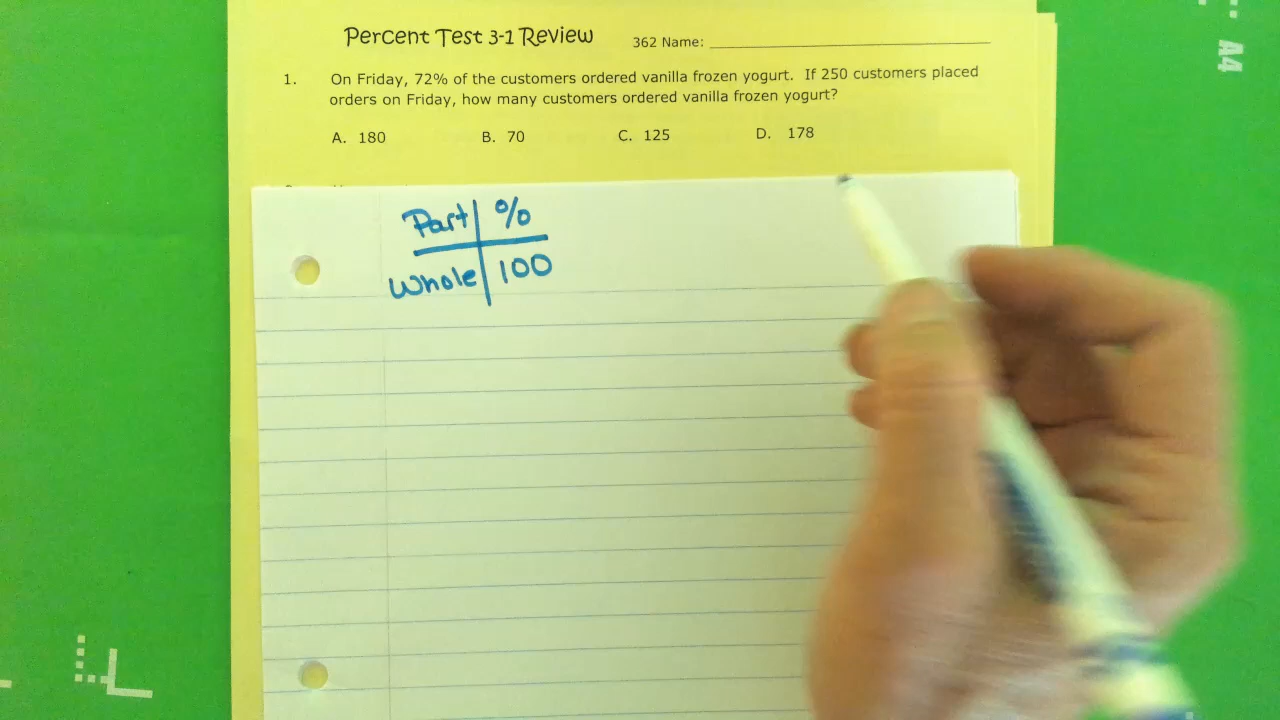 Percent Test 3-1 Review 362 Name:
1. On Friday, 72% of the customers ordered vanilla frozen yogurt. If 250 customers placed
orders on Friday, how many customers ordered vanilla frozen yogurt?
A. 180 B. 70 C. 125 D. 178
Part %
Whole 100
A4